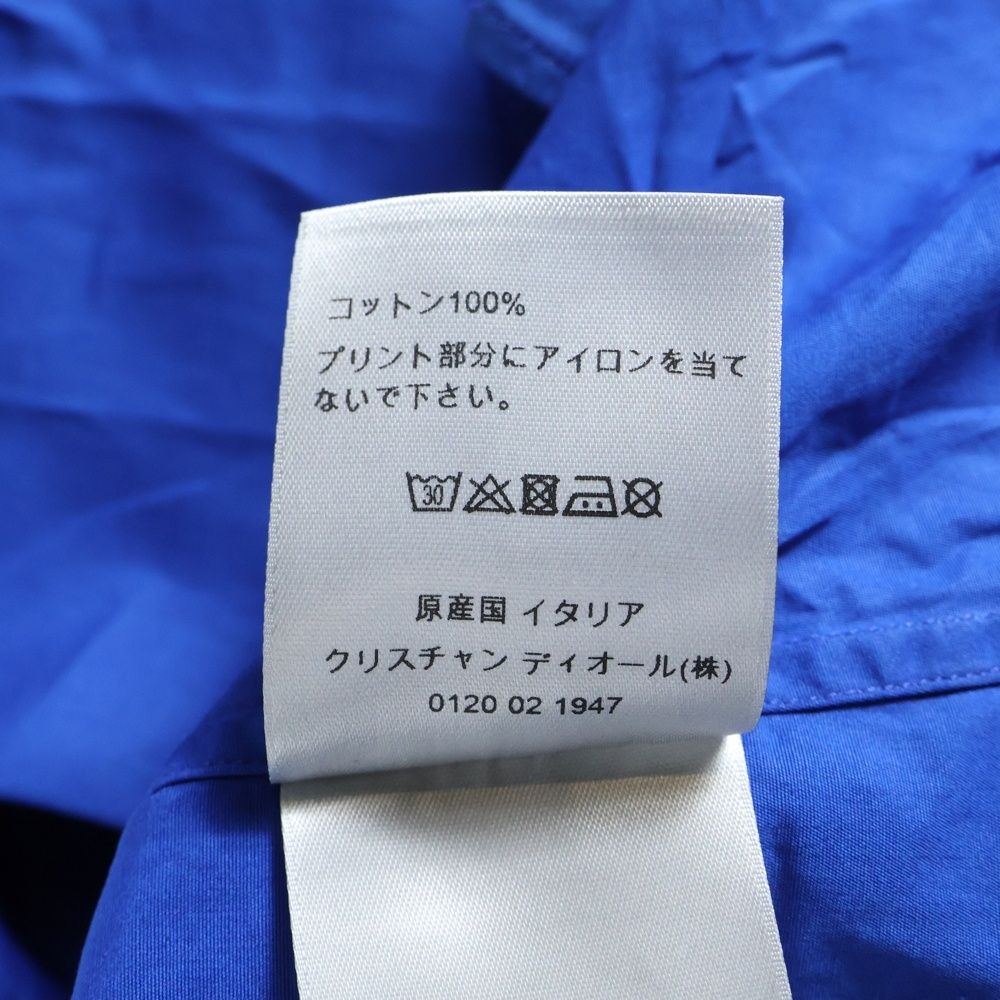 コットン100%
プリント部分にアイロンを当て
ないで下さい。
30
原産国 イタリア
クリスチャン ディオール(株)
0120 02 1947